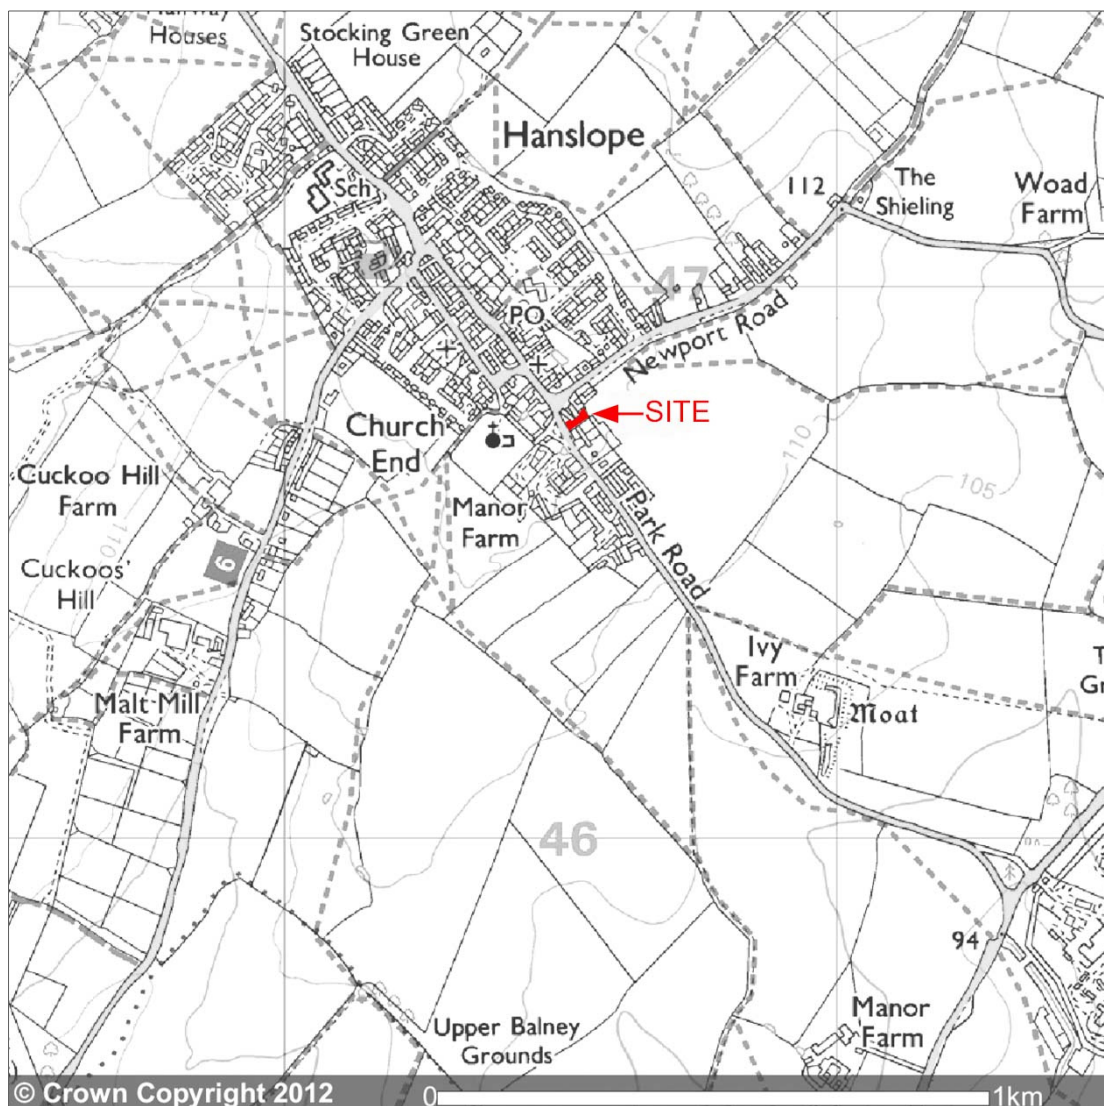 Houses
Stocking Green
House
Hanslope
Sch
112
The
Shieling
Woad
Farm
47
PO
Newport Road
SITE
Church
End
110
105
Cuckoo Hill
Farm
110
Manor
Farm
Park Road
9
Cuckoos'
Hill
Ivy
Farm
Moat
Malt-Mill
Farm
46
94
Manor
Farm
Upper Balney
Grounds
© Crown Copyright 2012
0
1km